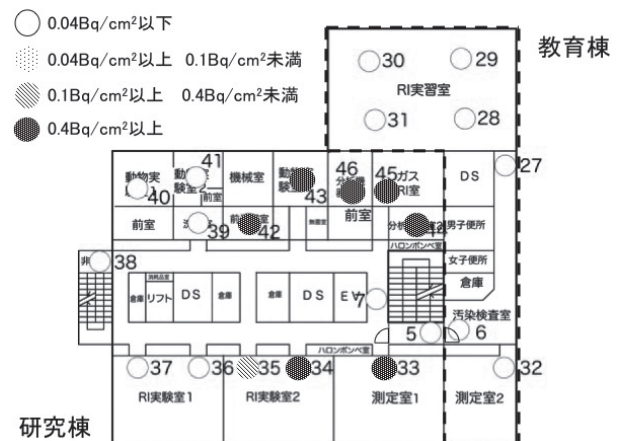 0.04Bq/cm²以下
0.04Bq/cm²以上 0.1Bq/cm²未満
0.1Bq/cm²以上 0.4Bq/cm²未満
0.4Bq/cm²以上
教育棟
30
29
RI実習室
31
28
27
41
46
45
動物実
機械室
ガス
RI室
DS
40
43
前室
前室
39
42
前室
44
男子便所
ハロンボンベ室
女子便所
38
倉庫
倉庫
リフト
DS
倉庫
倉庫
DS
EV
7
汚染検査室
5
6
ハロンボンベ室
37
36
35
34
33
32
RI実験室1
RI実験室2
測定室1
測定室2
研究棟